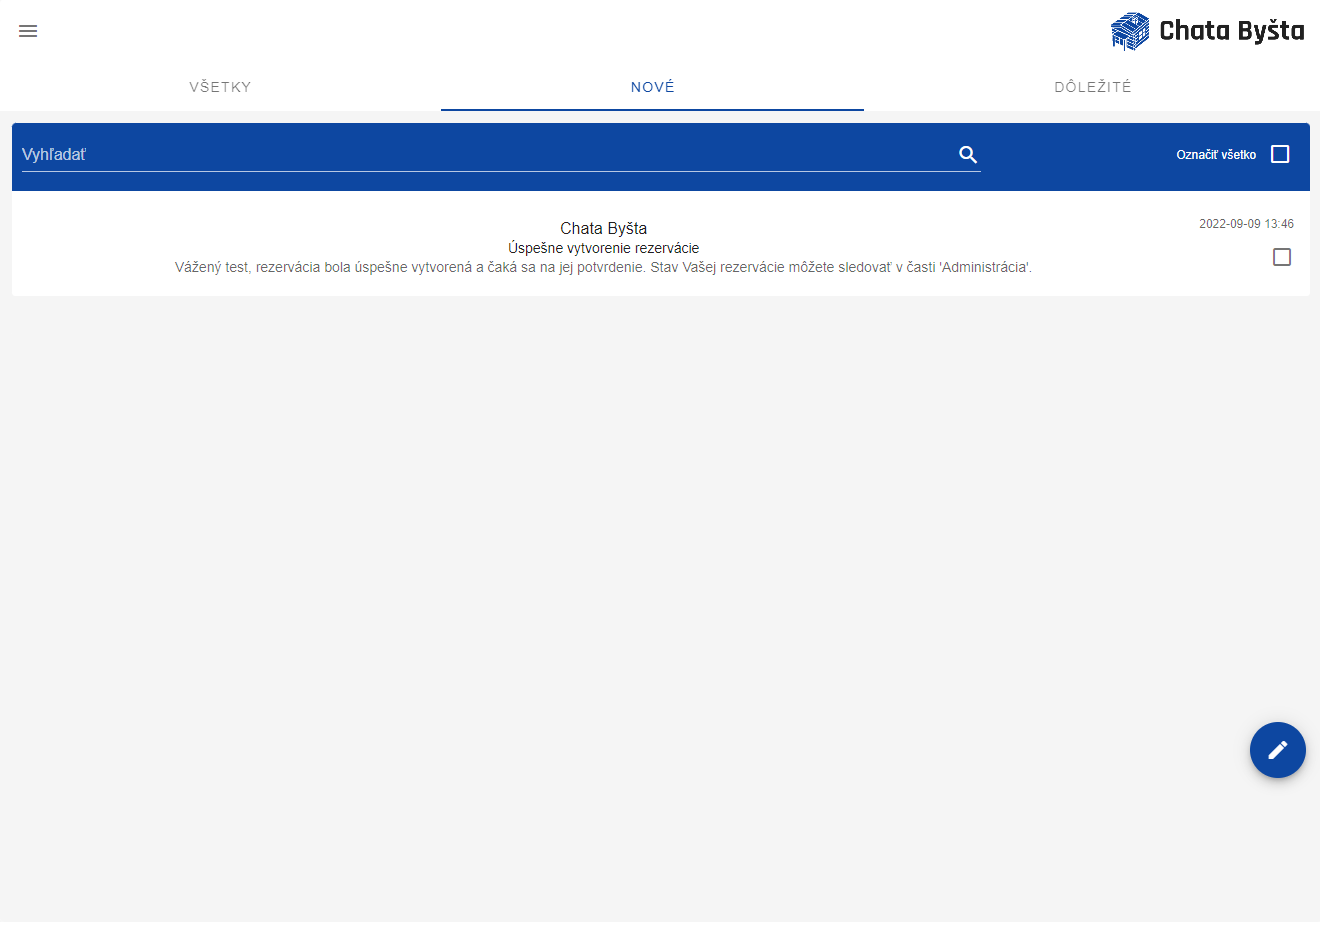 Chata Byšta
VŠETKY
NOVÉ
DÔLEŽITÉ
Vyhľadať
Označiť všetko
Chata Byšta
2022-09-09 13:46
Úspešne vytvorenie rezervácie
Vážený test, rezervácia bola úspešne vytvorená a čaká sa na jej potvrdenie. Stav Vašej rezervácie môžete sledovať v časti 'Administrácia'.